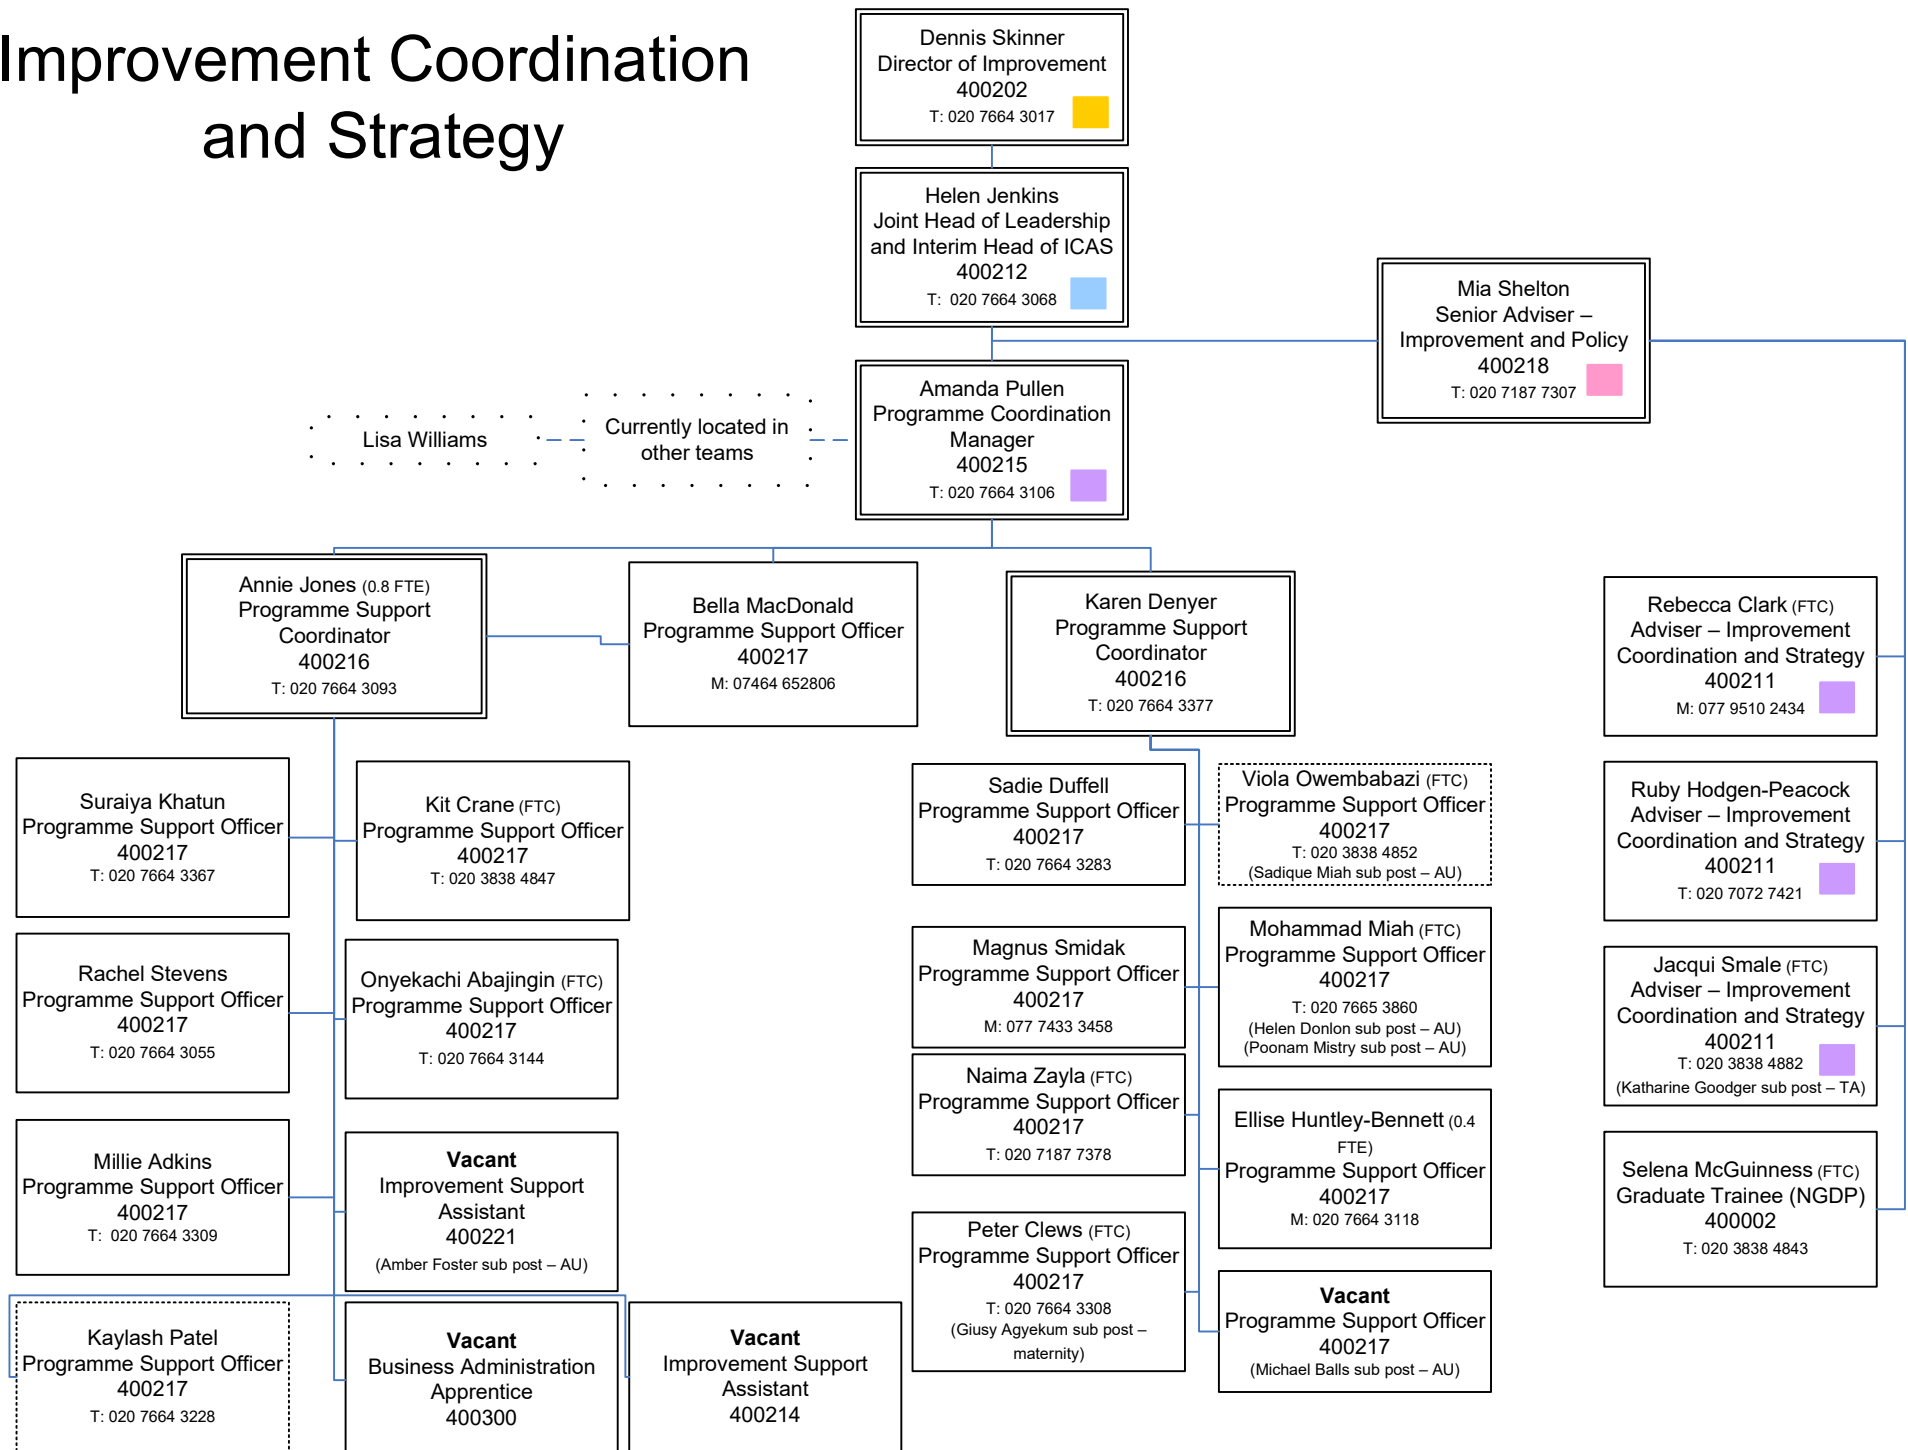 Improvement Coordination
and Strategy
Dennis Skinner
Director of Improvement
400202
T: 020 7664 3017
Helen Jenkins
Joint Head of Leadership
and Interim Head of ICAS
400212
T:  020 7664 3068
Mia Shelton
Senior Adviser –
Improvement and Policy
400218
T: 020 7187 7307
Amanda Pullen
Programme Coordination
Manager
400215
T: 020 7664 3106
Lisa Williams
Currently located in
other teams
Annie Jones (0.8 FTE)
Programme Support
Coordinator
400216
T: 020 7664 3093
Bella MacDonald
Programme Support Officer
400217
M: 07464 652806
Karen Denyer
Programme Support
Coordinator
400216
T: 020 7664 3377
Rebecca Clark (FTC)
Adviser – Improvement
Coordination and Strategy
400211
M: 077 9510 2434
Suraiya Khatun
Programme Support Officer
400217
T: 020 7664 3367
Kit Crane (FTC)
Programme Support Officer
400217
T: 020 3838 4847
Sadie Duffell
Programme Support Officer
400217
T: 020 7664 3283
Viola Owembabazi (FTC)
Programme Support Officer
400217
T: 020 3838 4852
(Sadique Miah sub post – AU)
Ruby Hodgen-Peacock
Adviser – Improvement
Coordination and Strategy
400211
T: 020 7072 7421
Rachel Stevens
Programme Support Officer
400217
T: 020 7664 3055
Onyekachi Abajingin (FTC)
Programme Support Officer
400217
T: 020 7664 3144
Magnus Smidak
Programme Support Officer
400217
M: 077 7433 3458
Mohammad Miah (FTC)
Programme Support Officer
400217
T: 020 7665 3860
(Helen Donlon sub post – AU)
(Poonam Mistry sub post – AU)
Jacqui Smale (FTC)
Adviser – Improvement
Coordination and Strategy
400211
T: 020 3838 4882
(Katharine Goodger sub post – TA)
Millie Adkins
Programme Support Officer
400217
T:  020 7664 3309
Vacant
Improvement Support
Assistant
400221
(Amber Foster sub post – AU)
Naima Zayla (FTC)
Programme Support Officer
400217
T: 020 7187 7378
Ellise Huntley-Bennett (0.4
FTE)
Programme Support Officer
400217
M: 020 7664 3118
Selena McGuinness (FTC)
Graduate Trainee (NGDP)
400002
T: 020 3838 4843
Peter Clews (FTC)
Programme Support Officer
400217
T: 020 7664 3308
(Giusy Agyekum sub post –
maternity)
Vacant
Programme Support Officer
400217
(Michael Balls sub post – AU)
Kaylash Patel
Programme Support Officer
400217
T: 020 7664 3228
Vacant
Business Administration
Apprentice
400300
Vacant
Improvement Support
Assistant
400214